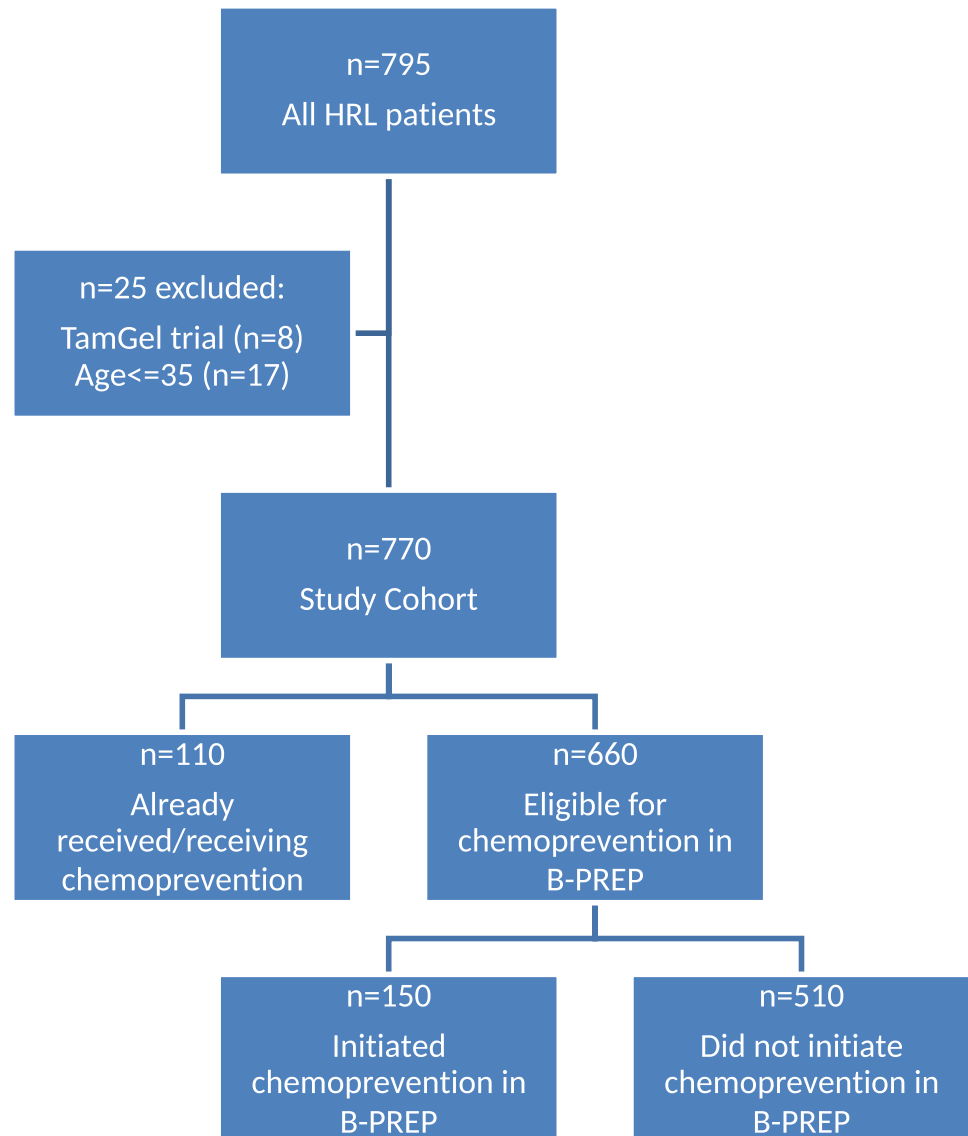 n=795
All HRL patients
n=25 excluded:
TamGel trial (n=8)
Age<=35 (n=17)
n=770
Study Cohort
n=110
Already
received/receiving
chemoprevention
n=660
Eligible for
chemoprevention in
B-PREP
n=150
Initiated
chemoprevention in
B-PREP
n=510
Did not initiate
chemoprevention in
B-PREP